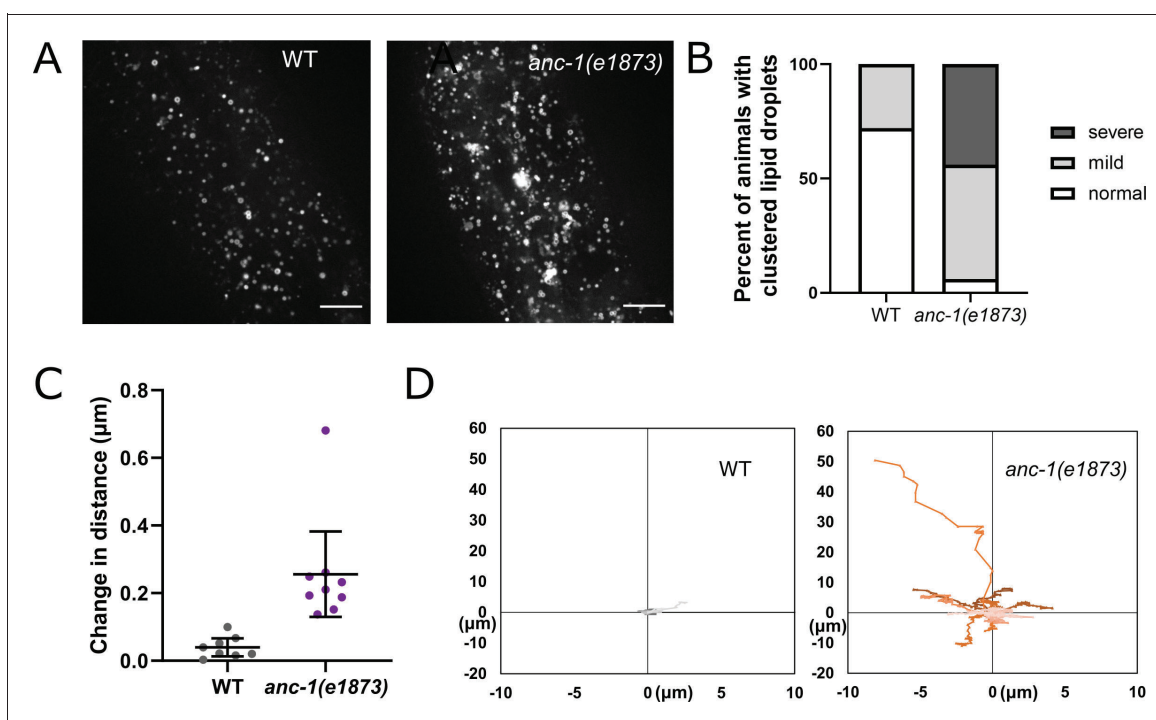 A
WT
A
anc-1(e1873)
B
Percent of animals with
clustered lipid droplets
100
50
0
WT
anc-1(e1873)
severe
mild
normal
C
Change in distance (μm)
0.8
0.6
0.4
0.2
0.0
WT
anc-1(e1873)
D
WT
60
50
40
30
20
10
0
(μm)
-10
-20
-10
-5
0 (μm)
5
10
anc-1(e1873)
60
50
40
30
20
10
0
(μm)
-10
-20
-10
-5
0 (μm)
5
10